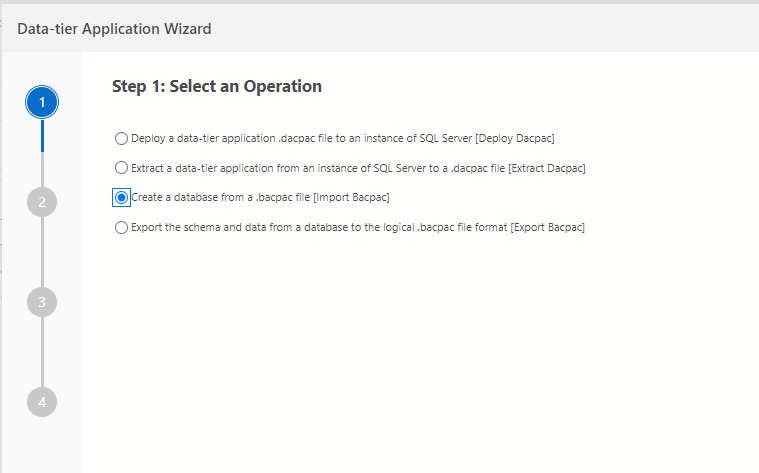 Data-tier Application Wizard
1
Step 1: Select an Operation
Deploy a data-tier application .dacpac file to an instance of SQL Server [Deploy Dacpac]
Extract a data-tier application from an instance of SQL Server to a .dacpac file [Extract Dacpac]
2
Create a database from a .bacpac file [Import Bacpac]
Export the schema and data from a database to the logical .bacpac file format [Export Bacpac]
3
4